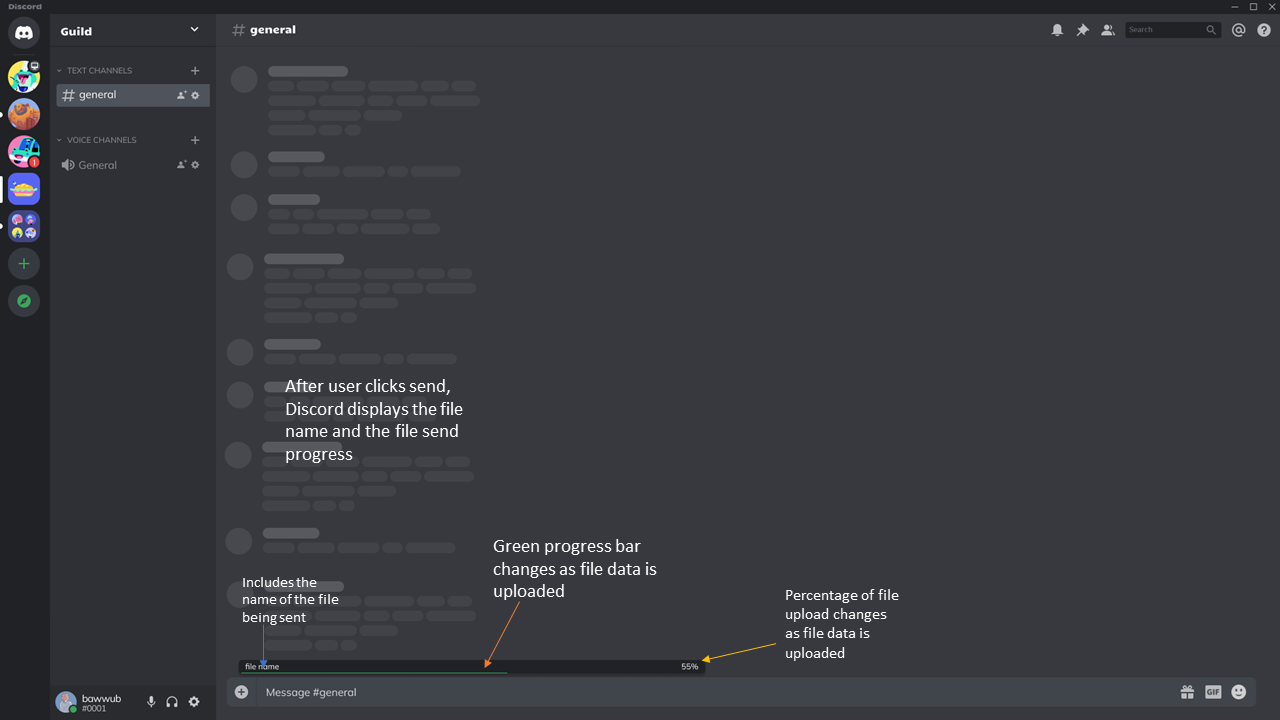 Discord
Guild
general
Search
TEXT CHANNELS
general
VOICE CHANNELS
General
After user clicks send,
Discord displays the file
name and the file send
progress
Green progress bar
changes as file data is
uploaded
Includes the
name of the file
being sent
Percentage of file
upload changes
as file data is
uploaded
file name 55%
Message #general
GIF
bawwub
#0001